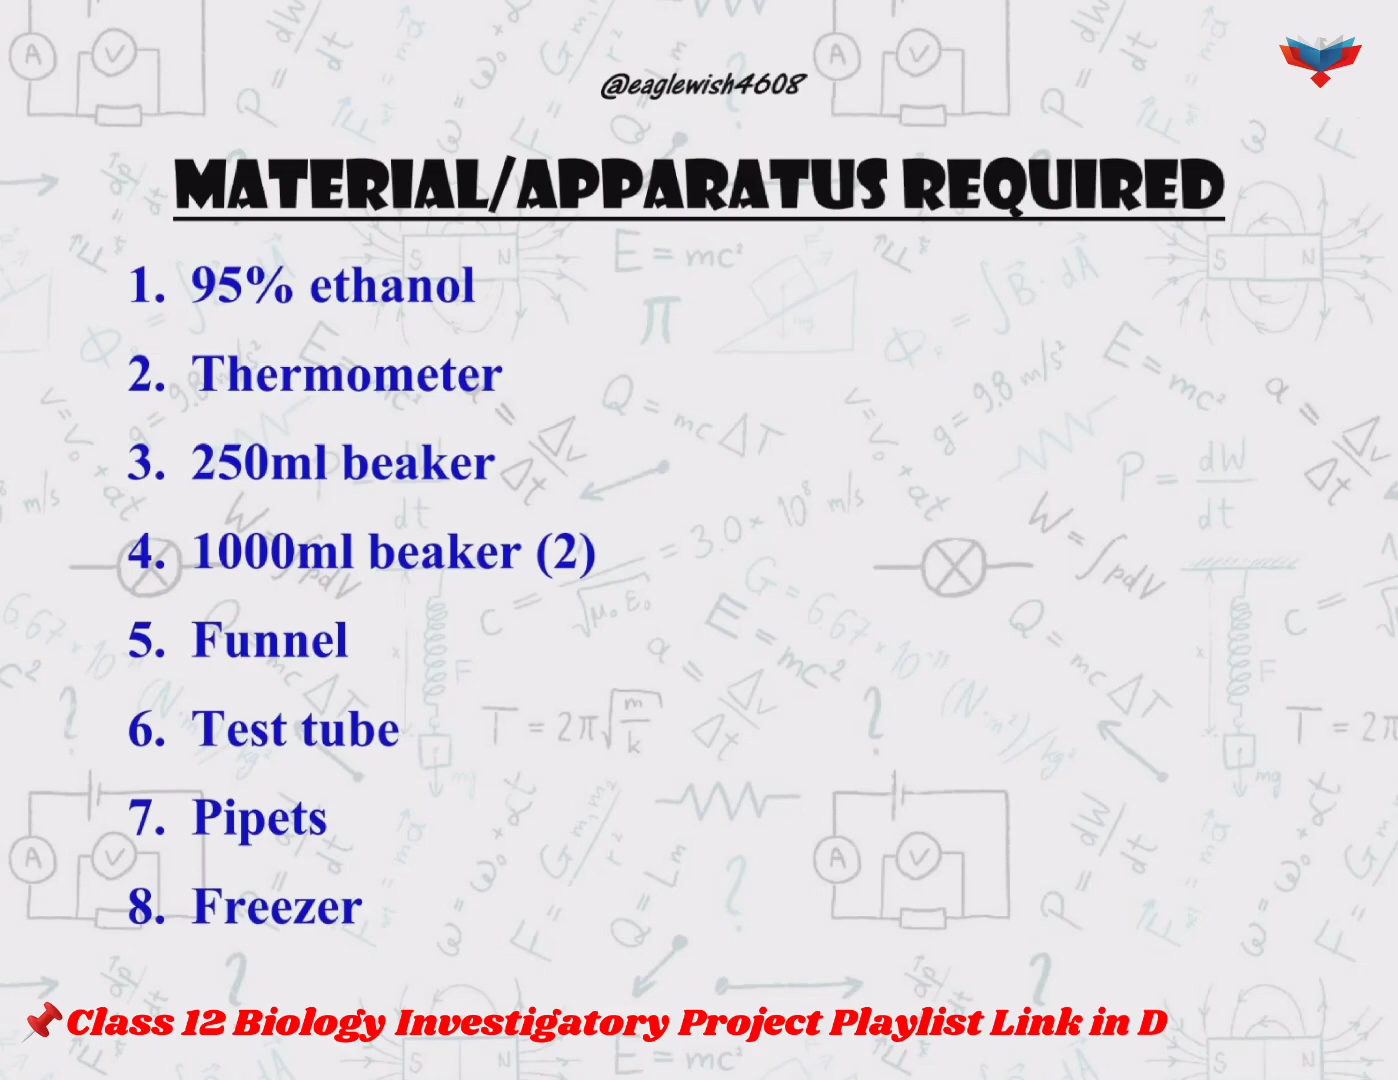 @eaglewish4608
MATERIAL/APPARATUS REQUIRED
1. 95% ethanol
2. Thermometer
3. 250ml beaker
4. 1000ml beaker (2)
5. Funnel
6. Test tube
7. Pipets
8. Freezer
📌Class 12 Biology Investigatory Project Playlist Link in D